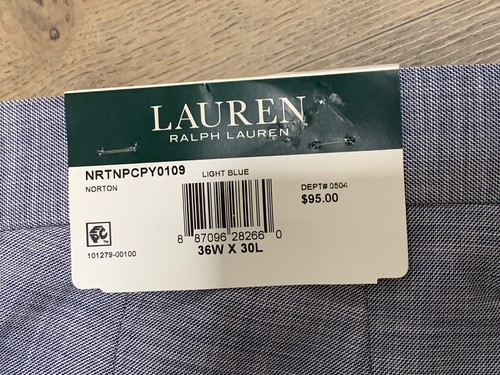 LAUREN
RALPH LAUREN
NRTNPCPY0109
LIGHT BLUE
NORTON
DEPT# 0504
$95.00
8 87096 28266 0
36W X 30L
101279-00100